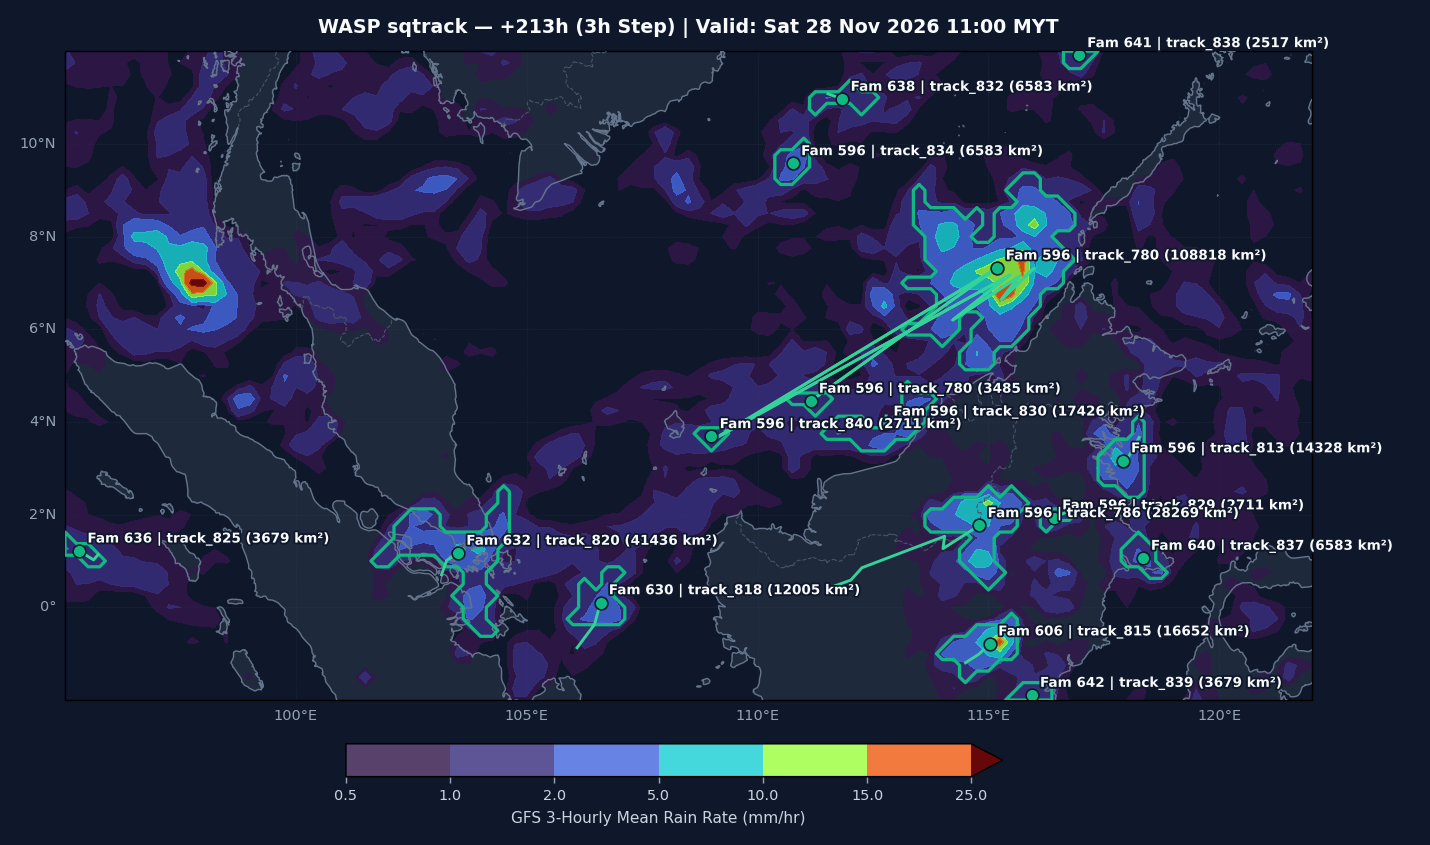 WASP sqtrack — +213h (3h Step) | Valid: Sat 28 Nov 2026 11:00 MYT
Fam 641 | track_838 (2517 km²)
Fam 638 | track_832 (6583 km²)
10°N
Fam 596 | track_834 (6583 km²)
8°N
Fam 596 | track_780 (108818 km²)
6°N
Fam 596 | track_780 (3485 km²)
Fam 596 | track_830 (17426 km²)
4°N
Fam 596 | track_840 (2711 km²)
Fam 596 | track_813 (14328 km²)
2°N
Fam 596 | track_829 (2711 km²)
Fam 596 | track_786 (28269 km²)
Fam 636 | track_825 (3679 km²)
Fam 632 | track_820 (41436 km²)
Fam 640 | track_837 (6583 km²)
Fam 630 | track_818 (12005 km²)
0°
Fam 606 | track_815 (16652 km²)
Fam 642 | track_839 (3679 km²)
100°E 105°E 110°E 115°E 120°E
0.5 1.0 2.0 5.0 10.0 15.0 25.0
GFS 3-Hourly Mean Rain Rate (mm/hr)